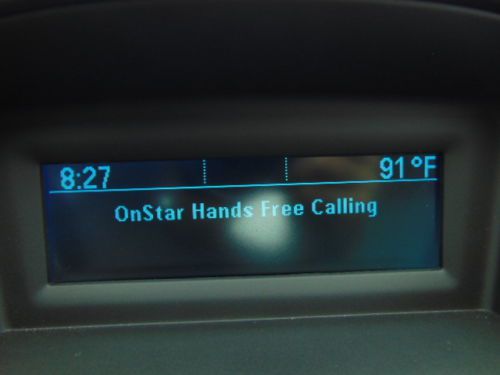 8:27 91°F
OnStar Hands Free Calling